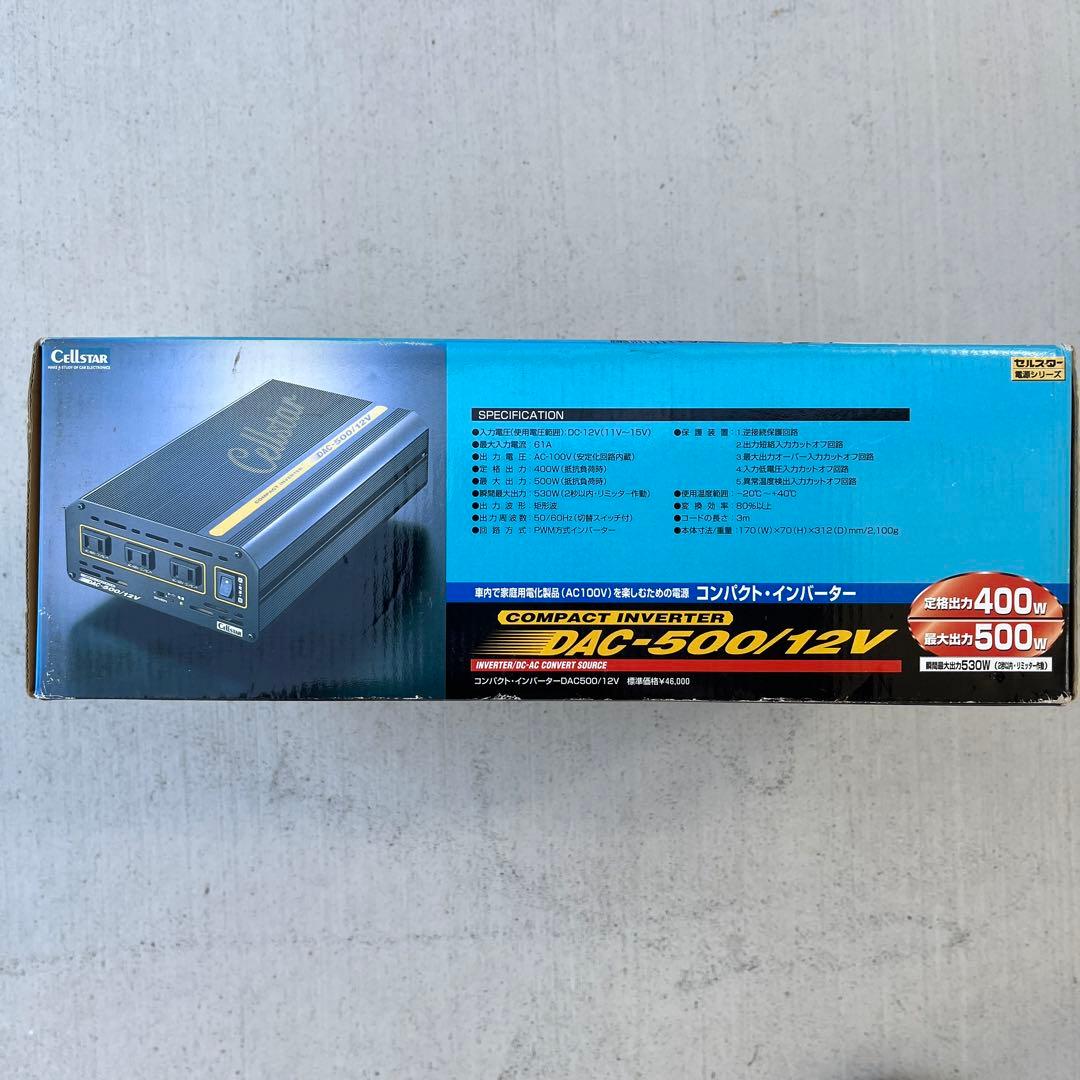 CELLSTAR
MAKE A STUDY OF CAR ELECTRONICS
セルスター
電源シリーズ
Cellstar
COMPACT INVERTER DAC-500/12V
DAC-500/12V
CELLSTAR
SPECIFICATION
●入力電圧(使用電圧範囲):DC-12V(11V〜15V)
●最大入力電流:61A
●出力電圧:AC-100V(安定化回路内蔵)
●定格出力:400W(抵抗負荷時)
●最大出力:500W(抵抗負荷時)
●瞬間最大出力:530W(2秒以内・リミッター作動)
●出力波形:矩形波
●出力周波数:50/60Hz(切替スイッチ付)
●回路方式:PWM方式インバーター
●保護装置:1.逆接続保護回路
2.出力短絡入力カットオフ回路
3.最大出力オーバー入力カットオフ回路
4.入力低電圧入力カットオフ回路
5.異常温度検出入力カットオフ回路
●使用温度範囲:-20℃〜+40℃
●変換効率:80%以上
●コードの長さ:3m
●本体寸法/重量:170(W)×70(H)×312(D)mm/2,100g
車内で家庭用電化製品(AC100V)を楽しむための電源 コンパクト・インバーター
COMPACT INVERTER
DAC-500/12V
INVERTER/DC-AC CONVERT SOURCE
コンパクト・インバーターDAC500/12V 標準価格¥46,000
定格出力400W
最大出力500W
瞬間最大出力530W(2秒以内・リミッター作動)